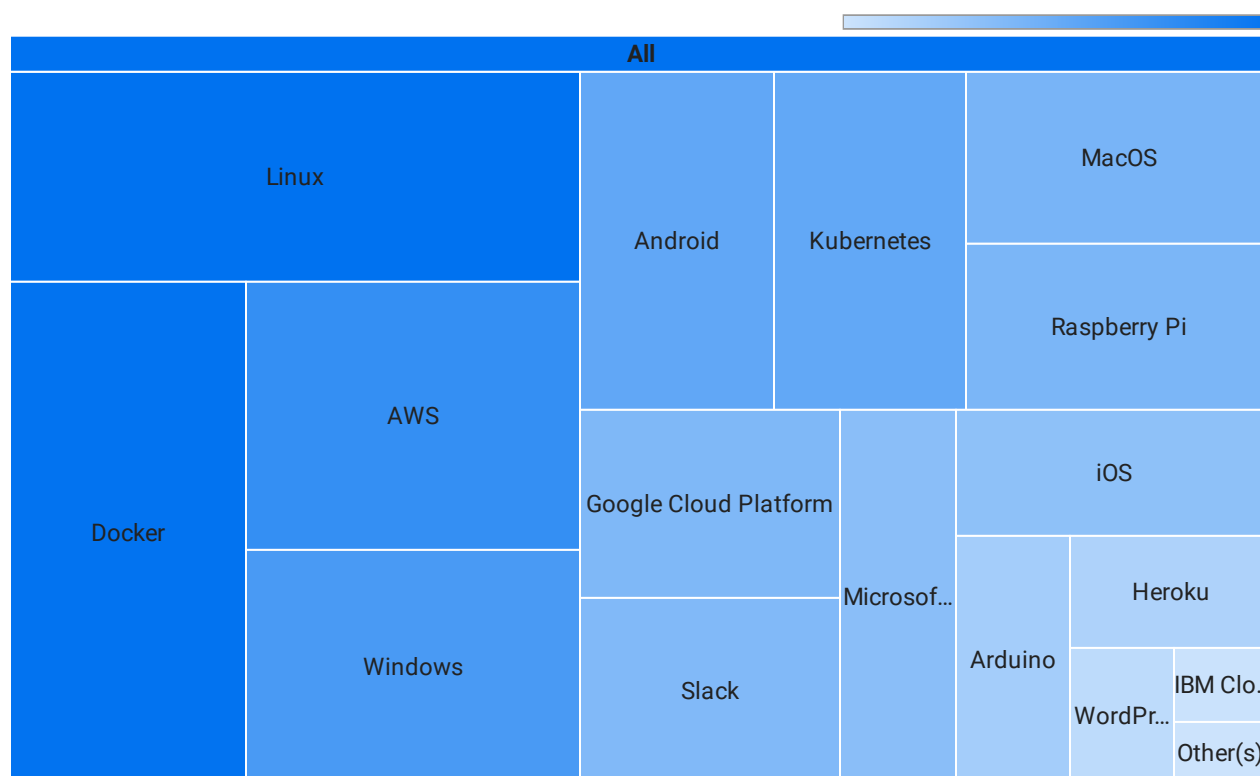 All
Linux
Android
Kubernetes
MacOS
Raspberry Pi
AWS
Docker
Windows
Google Cloud Platform
Slack
Microsof...
iOS
Arduino
Heroku
WordPr...
IBM Clo.
Other(s)